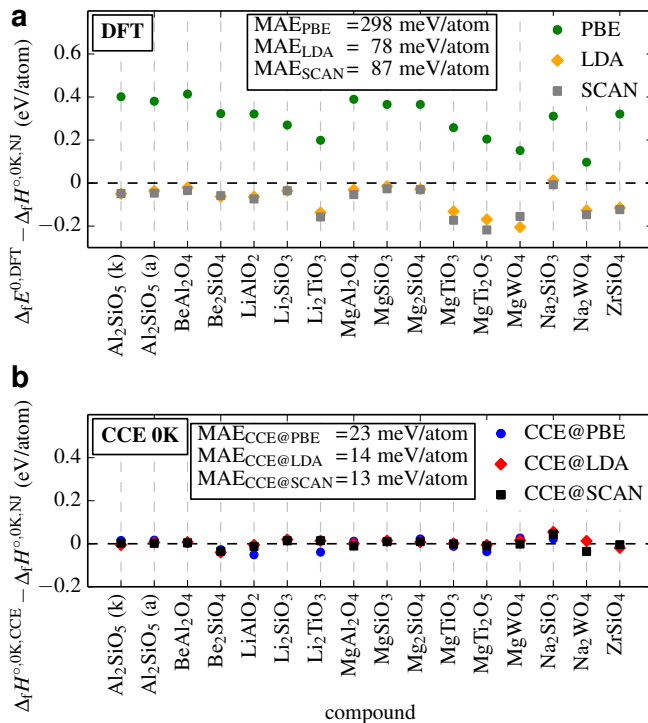 a
DFT
MAE_PBE =298 meV/atom
MAE_LDA = 78 meV/atom
MAE_SCAN = 87 meV/atom
PBE
LDA
SCAN
0.6
0.4
0.2
0
−0.2
Δ_f E^{0,DFT} − Δ_f H^{°,0K,NJ} (eV/atom)
Al₂SiO₅ (k)
Al₂SiO₅ (a)
BeAl₂O₄
Be₂SiO₄
LiAlO₂
Li₂SiO₃
Li₂TiO₃
MgAl₂O₄
MgSiO₃
Mg₂SiO₄
MgTiO₃
MgTi₂O₅
MgWO₄
Na₂SiO₃
Na₂WO₄
ZrSiO₄
b
CCE 0K
MAE_CCE@PBE =23 meV/atom
MAE_CCE@LDA =14 meV/atom
MAE_CCE@SCAN =13 meV/atom
CCE@PBE
CCE@LDA
CCE@SCAN
0.4
0.2
0
−0.2
Δ_f H^{°,0K,CCE} − Δ_f H^{°,0K,NJ} (eV/atom)
Al₂SiO₅ (k)
Al₂SiO₅ (a)
BeAl₂O₄
Be₂SiO₄
LiAlO₂
Li₂SiO₃
Li₂TiO₃
MgAl₂O₄
MgSiO₃
Mg₂SiO₄
MgTiO₃
MgTi₂O₅
MgWO₄
Na₂SiO₃
Na₂WO₄
ZrSiO₄
compound